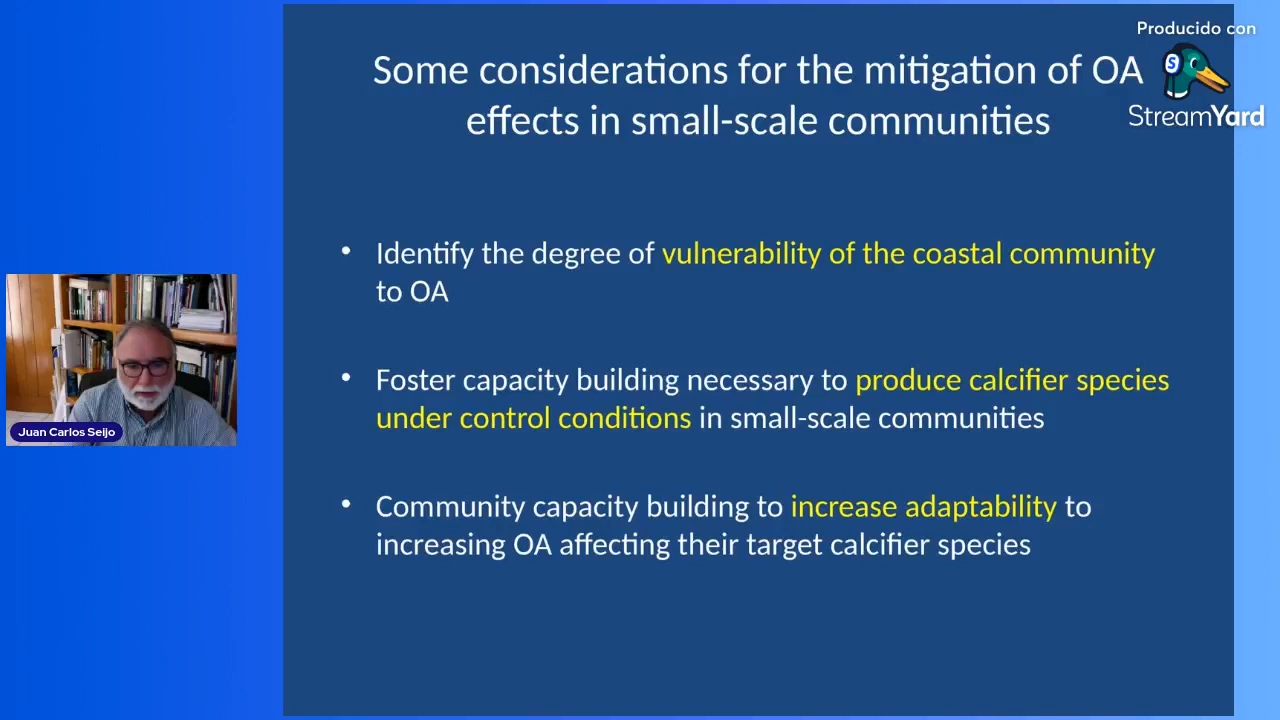 Producido con
StreamYard
Some considerations for the mitigation of OA
effects in small-scale communities
• Identify the degree of vulnerability of the coastal community
to OA
• Foster capacity building necessary to produce calcifier species
under control conditions in small-scale communities
• Community capacity building to increase adaptability to
increasing OA affecting their target calcifier species
Juan Carlos Seijo